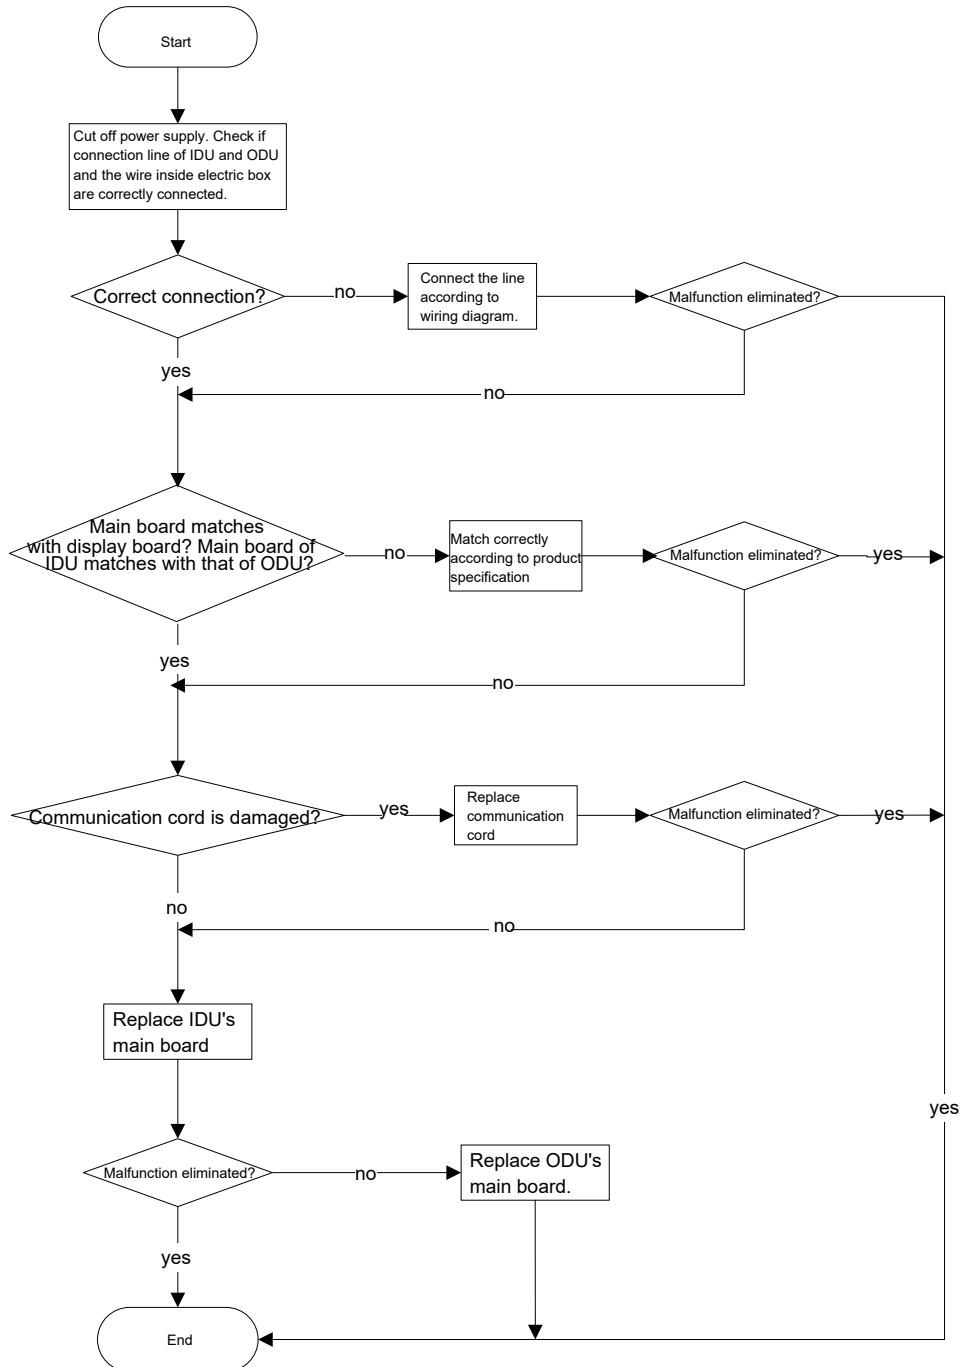 Start
Cut off power supply. Check if
connection line of IDU and ODU
and the wire inside electric box
are correctly connected.
Correct connection?
no
Connect the line
according to
wiring diagram.
Malfunction eliminated?
yes
no
Main board matches
with display board? Main board of
IDU matches with that of ODU?
no
Match correctly
according to product
specification
Malfunction eliminated?
yes
yes
no
Communication cord is damaged?
yes
Replace
communication
cord
Malfunction eliminated?
yes
no
no
Replace IDU's
main board
yes
Malfunction eliminated?
no
Replace ODU's
main board.
yes
End